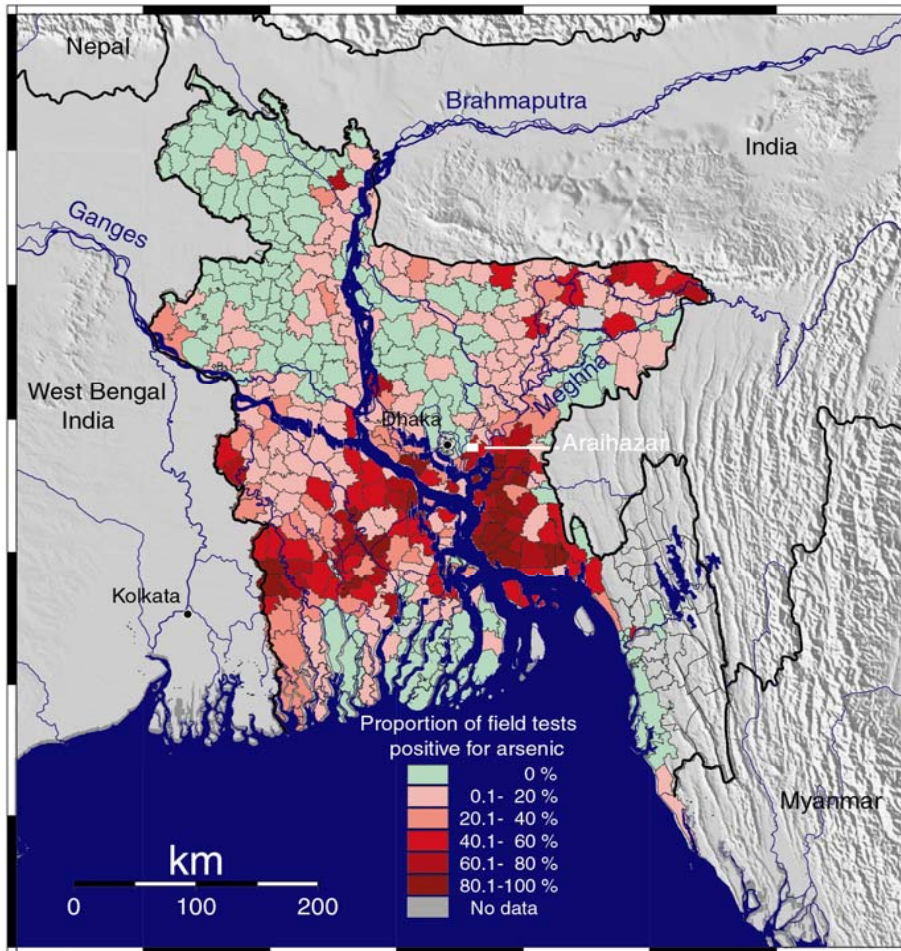 Nepal
Brahmaputra
India
Ganges
West Bengal
India
Meghna
Dhaka
Araihazar
Kolkata
Proportion of field tests
positive for arsenic
0 %
0.1- 20 %
20.1- 40 %
40.1- 60 %
60.1- 80 %
80.1-100 %
No data
Myanmar
km
0 100 200